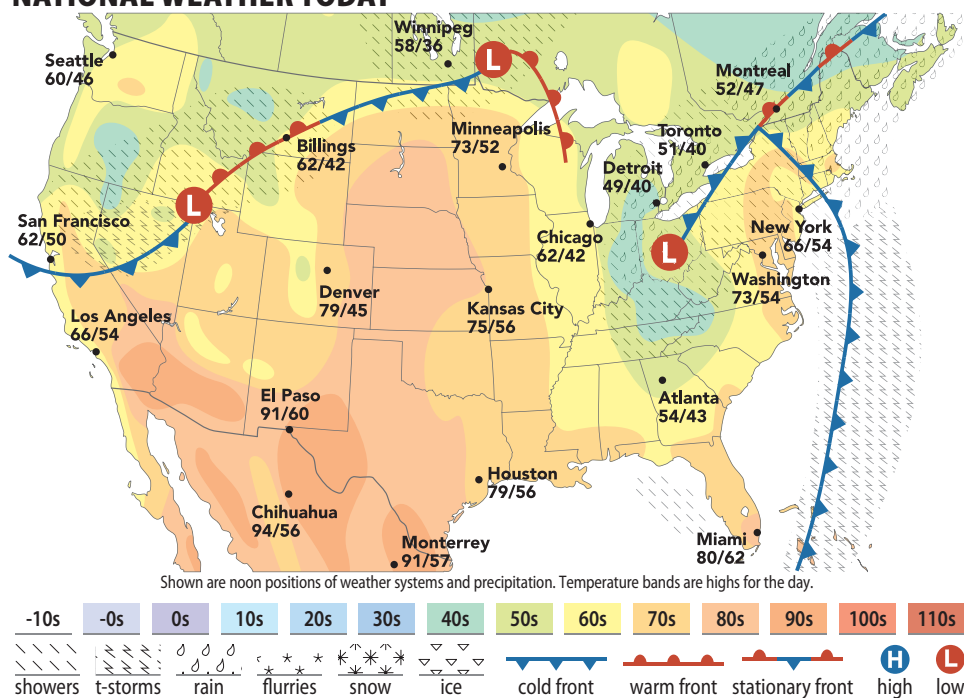 NATIONAL WEATHER TODAY
Winnipeg
58/36
L
Seattle
60/46
Montreal
52/47
Billings
62/42
Minneapolis
73/52
Toronto
51/40
Detroit
49/40
L
San Francisco
62/50
Chicago
62/42
L
New York
66/54
Washington
73/54
Denver
79/45
Kansas City
75/56
Los Angeles
66/54
El Paso
91/60
Atlanta
54/43
Houston
79/56
Chihuahua
94/56
Monterrey
91/57
Miami
80/62
Shown are noon positions of weather systems and precipitation. Temperature bands are highs for the day.
-10s -0s 0s 10s 20s 30s 40s 50s 60s 70s 80s 90s 100s 110s
H L
showers t-storms rain flurries snow ice cold front warm front stationary front high low